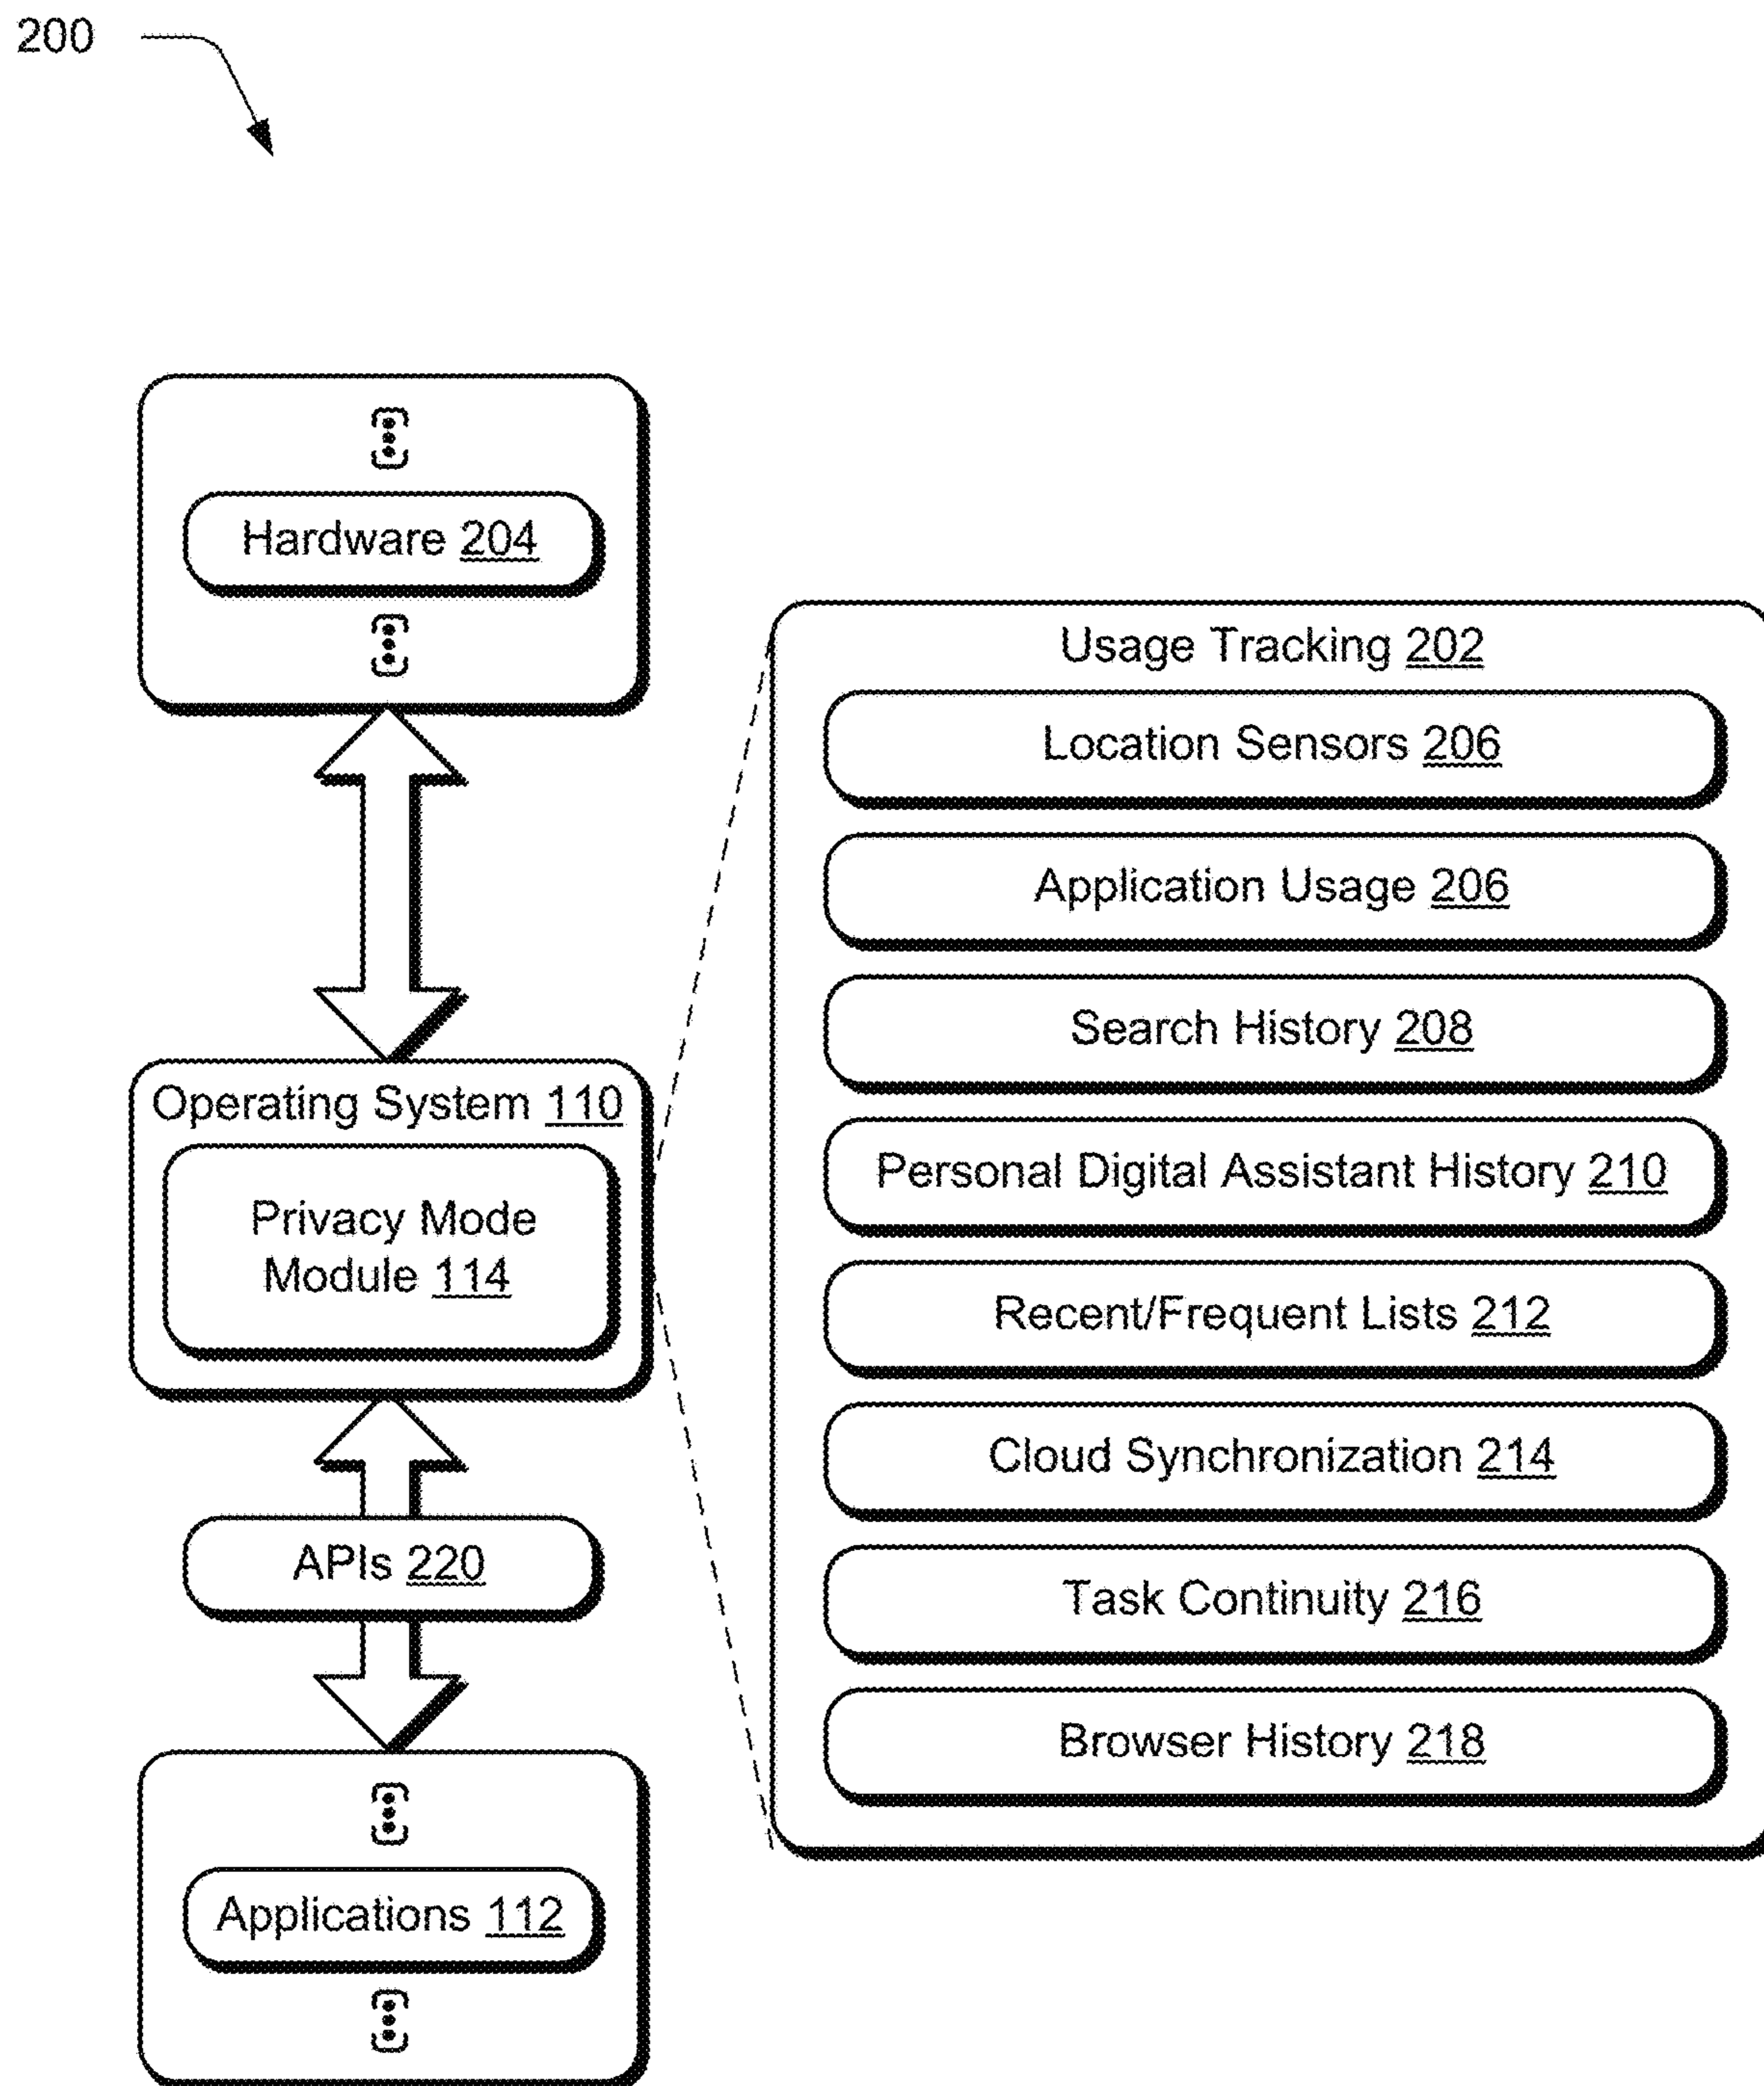 200
Hardware 204
Operating System 110
Privacy Mode
Module 114
APIs 220
Applications 112
Usage Tracking 202
Location Sensors 206
Application Usage 206
Search History 208
Personal Digital Assistant History 210
Recent/Frequent Lists 212
Cloud Synchronization 214
Task Continuity 216
Browser History 218